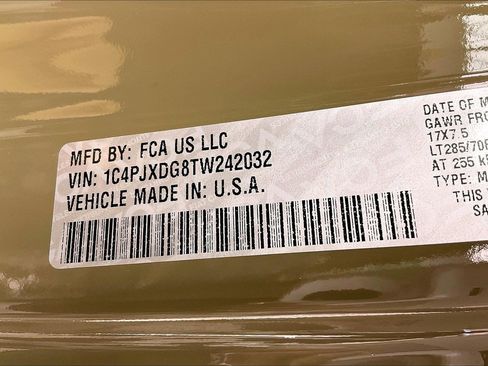 MFD BY: FCA US LLC
VIN: 1C4PJXDG8TW242032
VEHICLE MADE IN: U.S.A.
DATE OF M
GAWR FRO
17X7.5
LT285/70
AT 255 k
TYPE: M
THIS
SA